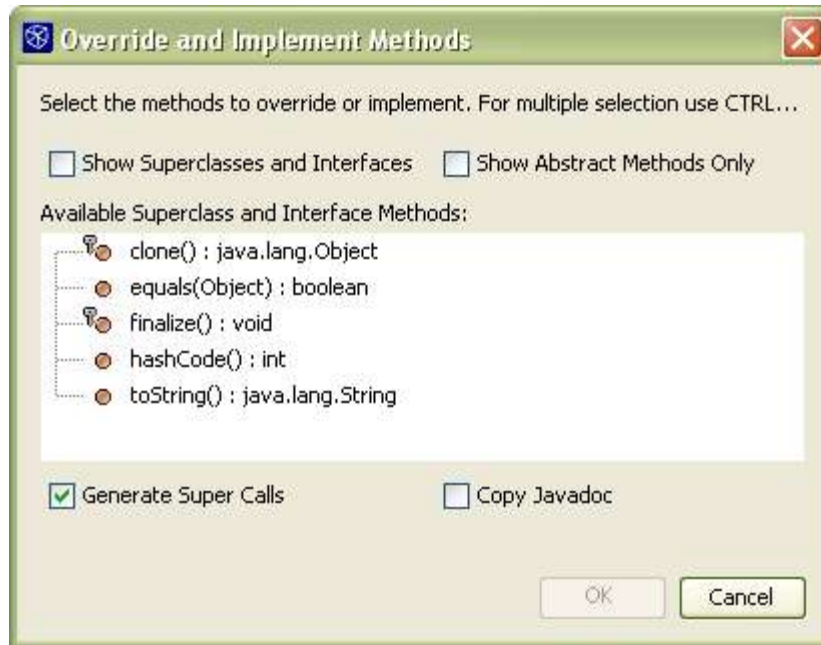 Override and Implement Methods
Select the methods to override or implement. For multiple selection use CTRL...
Show Superclasses and Interfaces Show Abstract Methods Only
Available Superclass and Interface Methods:
clone() : java.lang.Object
equals(Object) : boolean
finalize() : void
hashCode() : int
toString() : java.lang.String
Generate Super Calls Copy Javadoc
OK Cancel